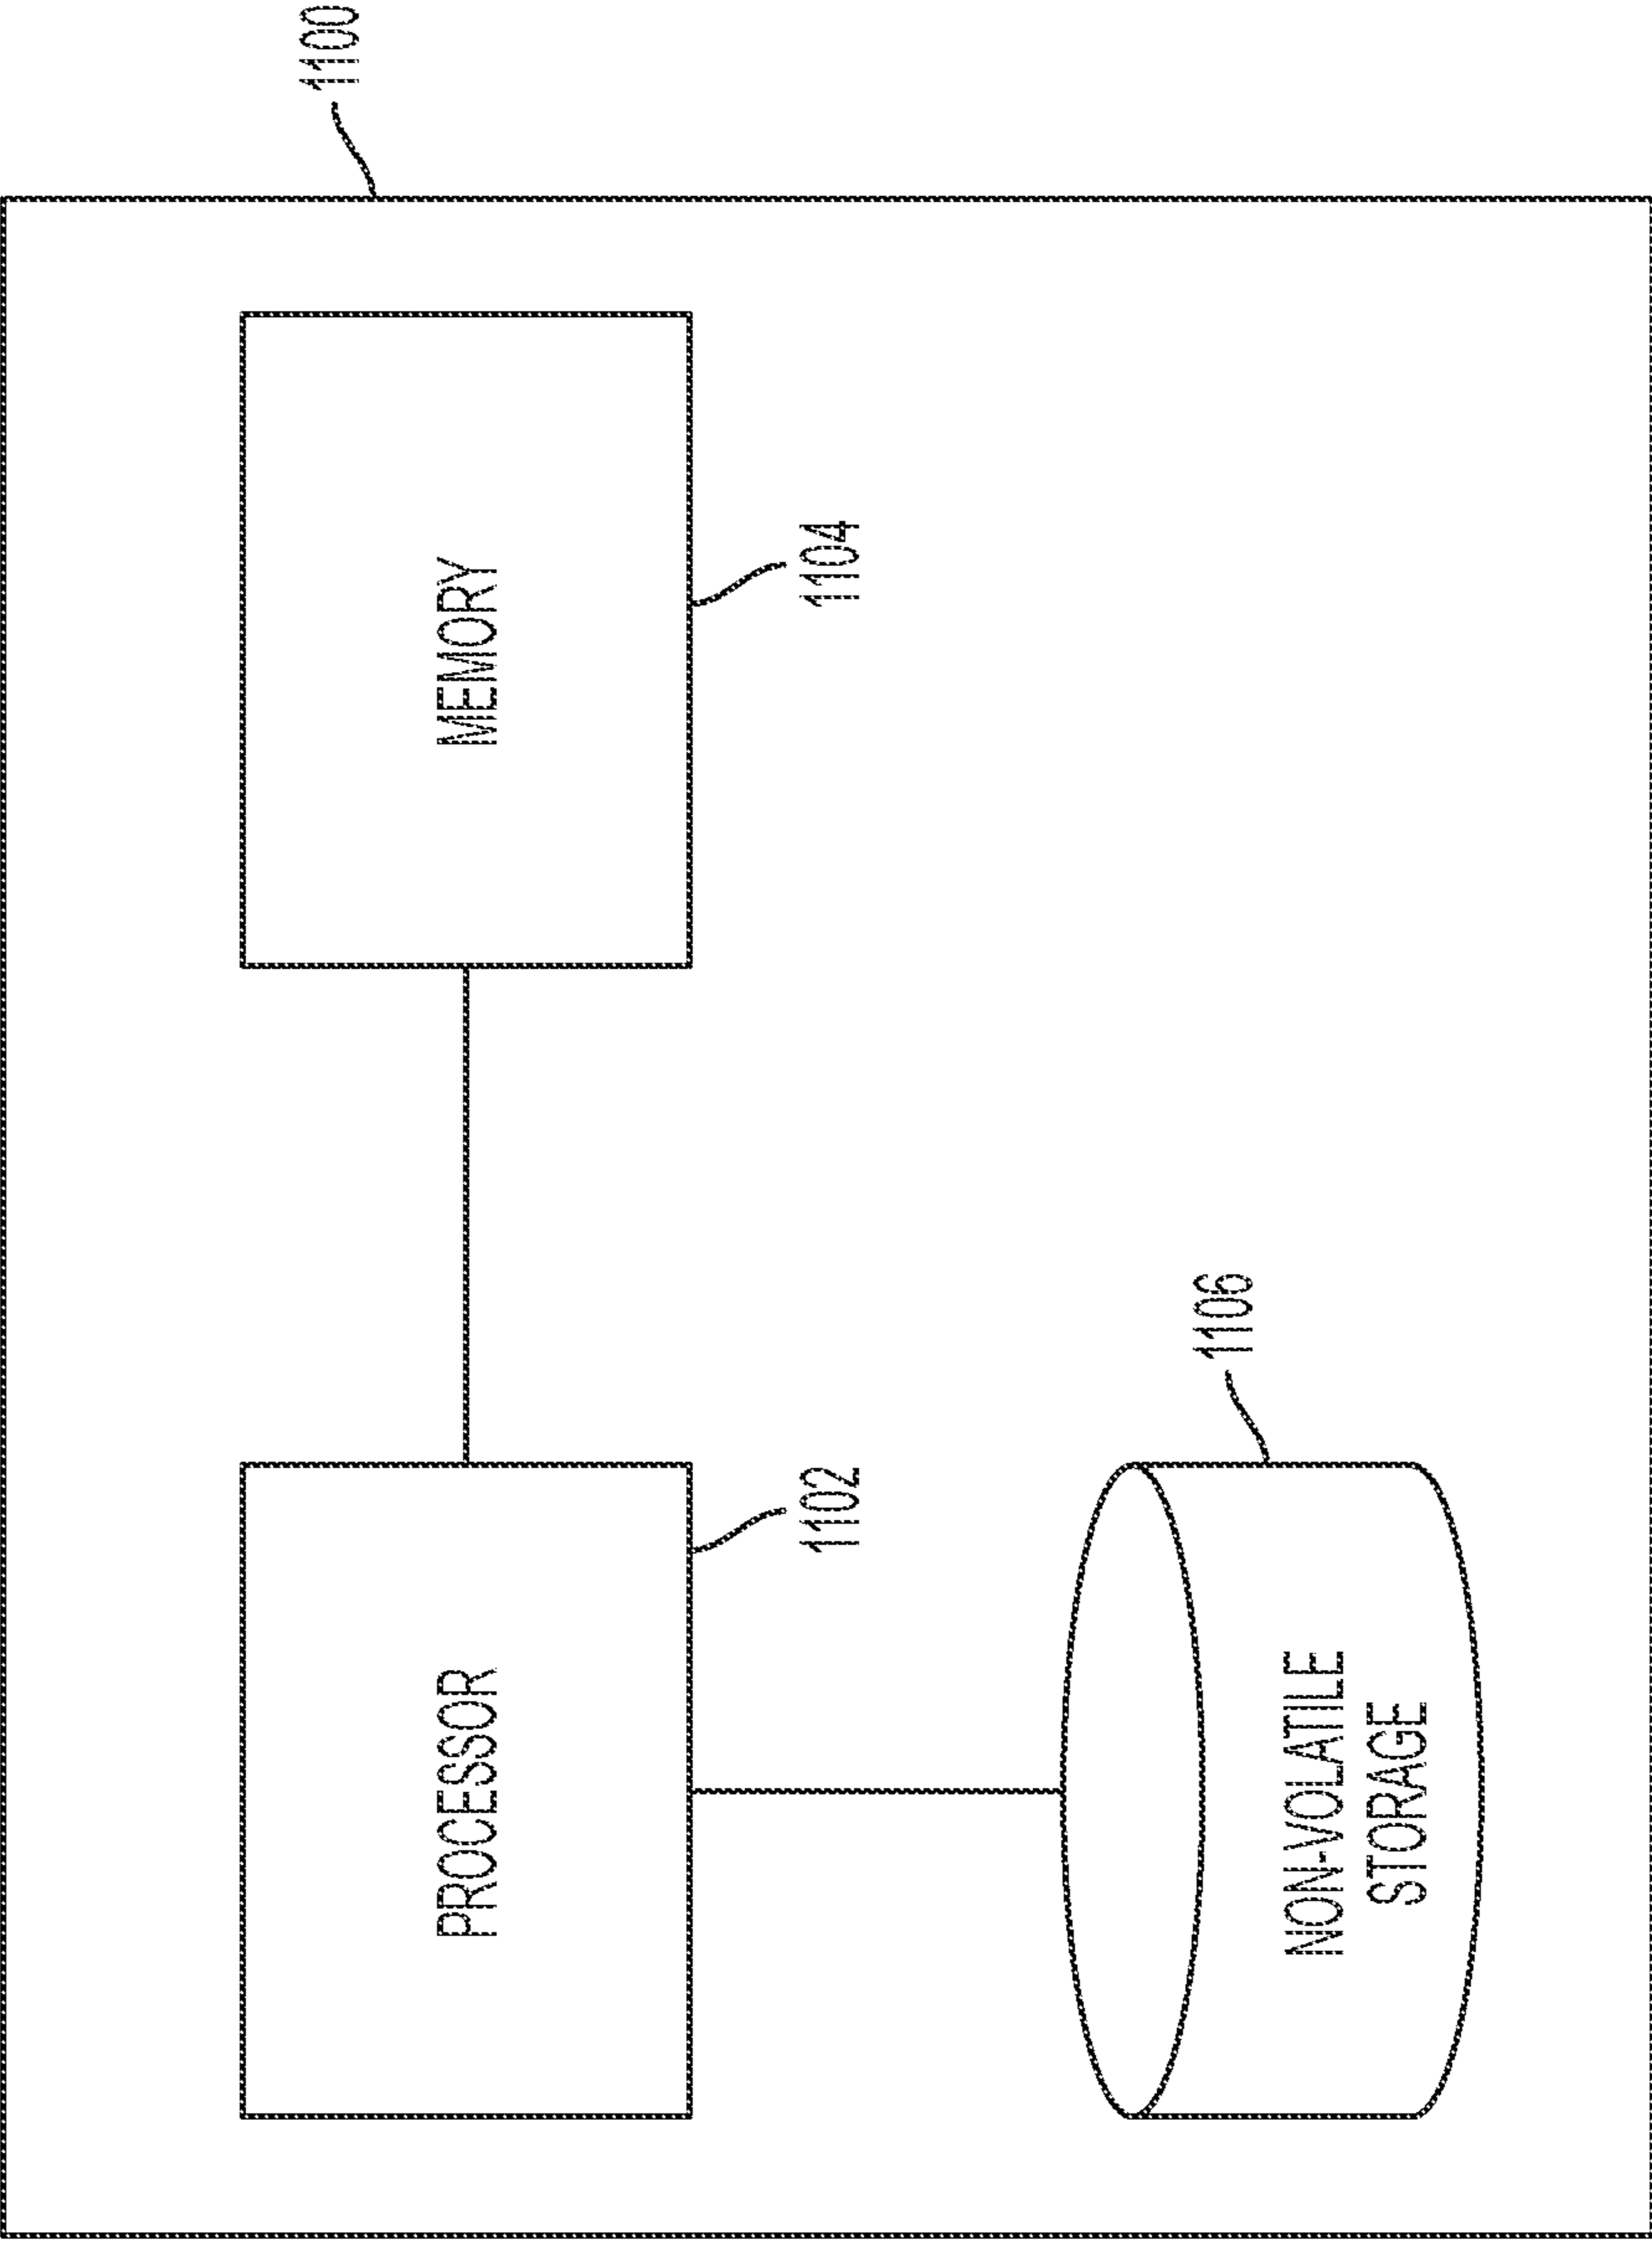 1100
PROCESSOR
MEMORY
1102
1104
1106
NON-VOLATILE
STORAGE